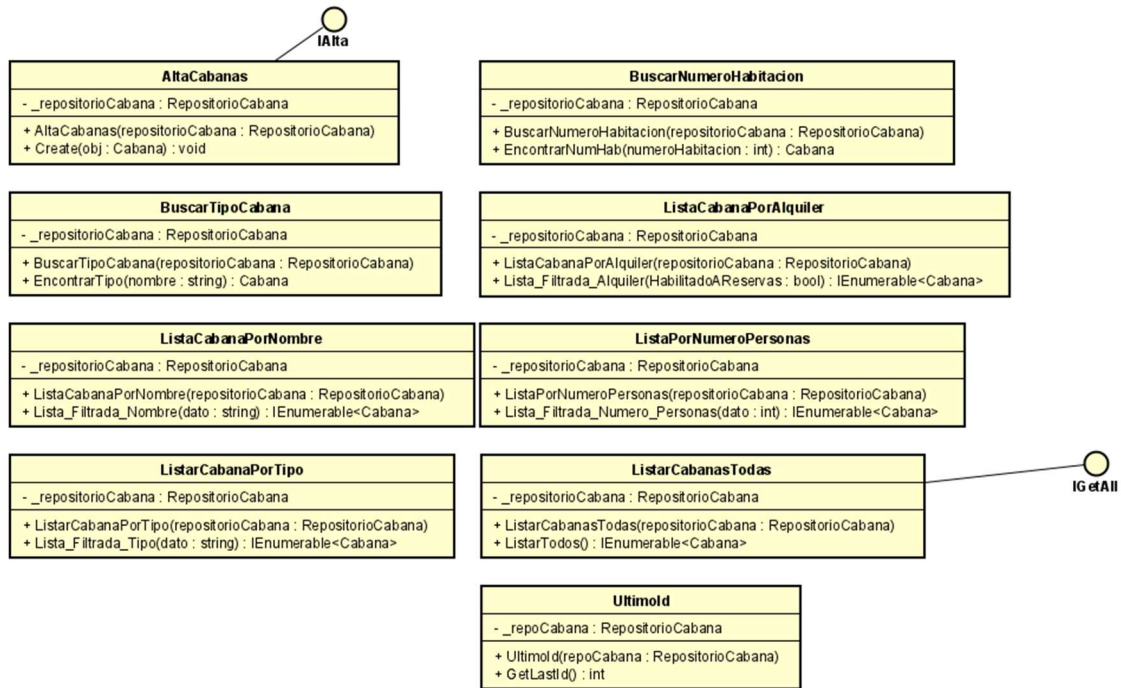 IAlta
AltaCabanas
- _repositorioCabana : RepositorioCabana
+ AltaCabanas(repositorioCabana : RepositorioCabana)
+ Create(obj : Cabana) : void
BuscarNumeroHabitacion
- _repositorioCabana : RepositorioCabana
+ BuscarNumeroHabitacion(repositorioCabana : RepositorioCabana)
+ EncontrarNumHab(numeroHabitacion : int) : Cabana
BuscarTipoCabana
- _repositorioCabana : RepositorioCabana
+ BuscarTipoCabana(repositorioCabana : RepositorioCabana)
+ EncontrarTipo(nombre : string) : Cabana
ListaCabanaPorAlquiler
- _repositorioCabana : RepositorioCabana
+ ListaCabanaPorAlquiler(repositorioCabana : RepositorioCabana)
+ Lista_Filtrada_Alquiler(HabilitadoAReservas : bool) : IEnumerable<Cabana>
ListaCabanaPorNombre
- _repositorioCabana : RepositorioCabana
+ ListaCabanaPorNombre(repositorioCabana : RepositorioCabana)
+ Lista_Filtrada_Nombre(dato : string) : IEnumerable<Cabana>
ListaPorNumeroPersonas
- _repositorioCabana : RepositorioCabana
+ ListaPorNumeroPersonas(repositorioCabana : RepositorioCabana)
+ Lista_Filtrada_Numero_Personas(dato : int) : IEnumerable<Cabana>
ListarCabanaPorTipo
- _repositorioCabana : RepositorioCabana
+ ListarCabanaPorTipo(repositorioCabana : RepositorioCabana)
+ Lista_Filtrada_Tipo(dato : string) : IEnumerable<Cabana>
ListarCabanasTodas
- _repositorioCabana : RepositorioCabana
+ ListarCabanasTodas(repositorioCabana : RepositorioCabana)
+ ListarTodos() : IEnumerable<Cabana>
IGetAll
UltimoId
- _repoCabana : RepositorioCabana
+ UltimoId(repoCabana : RepositorioCabana)
+ GetLastId() : int